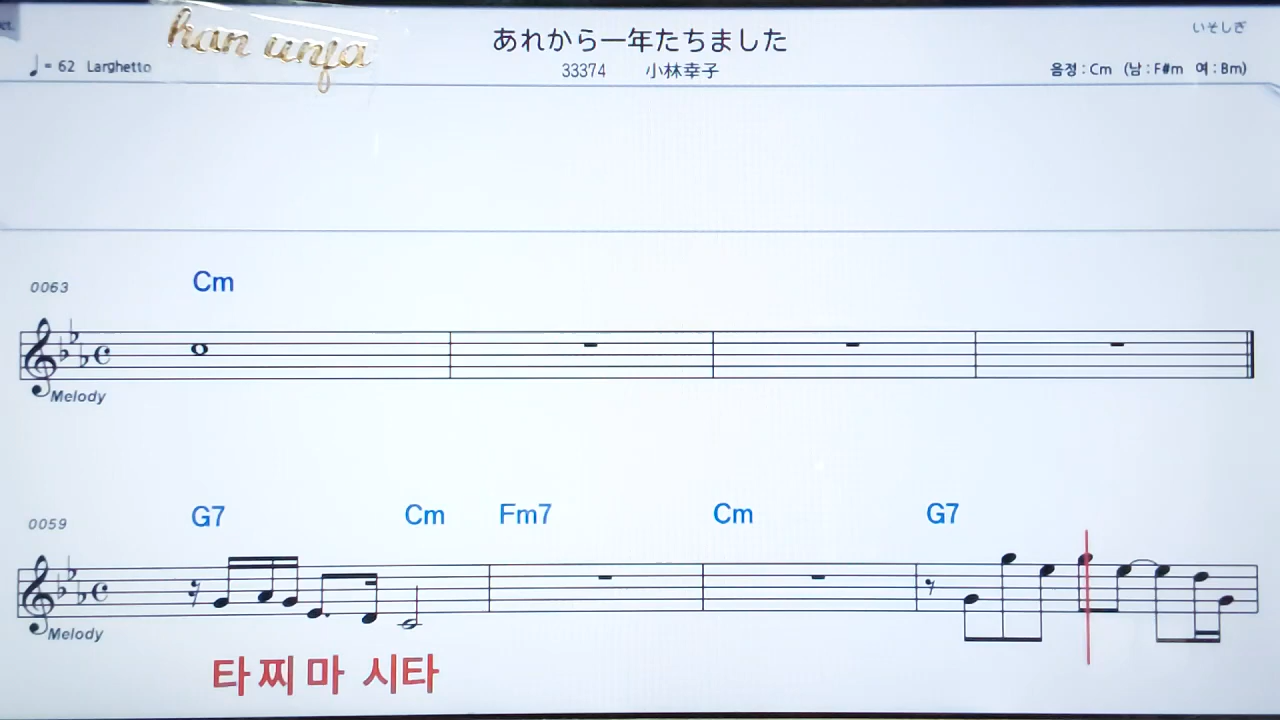 han unja
あれから一年たちました
いそしぎ
♩= 62 Larghetto
33374 小林幸子
음정 : Cm (남 : F#m 여 : Bm)
0063 Cm
Melody
0059 G7 Cm Fm7 Cm G7
Melody
타 찌 마 시타